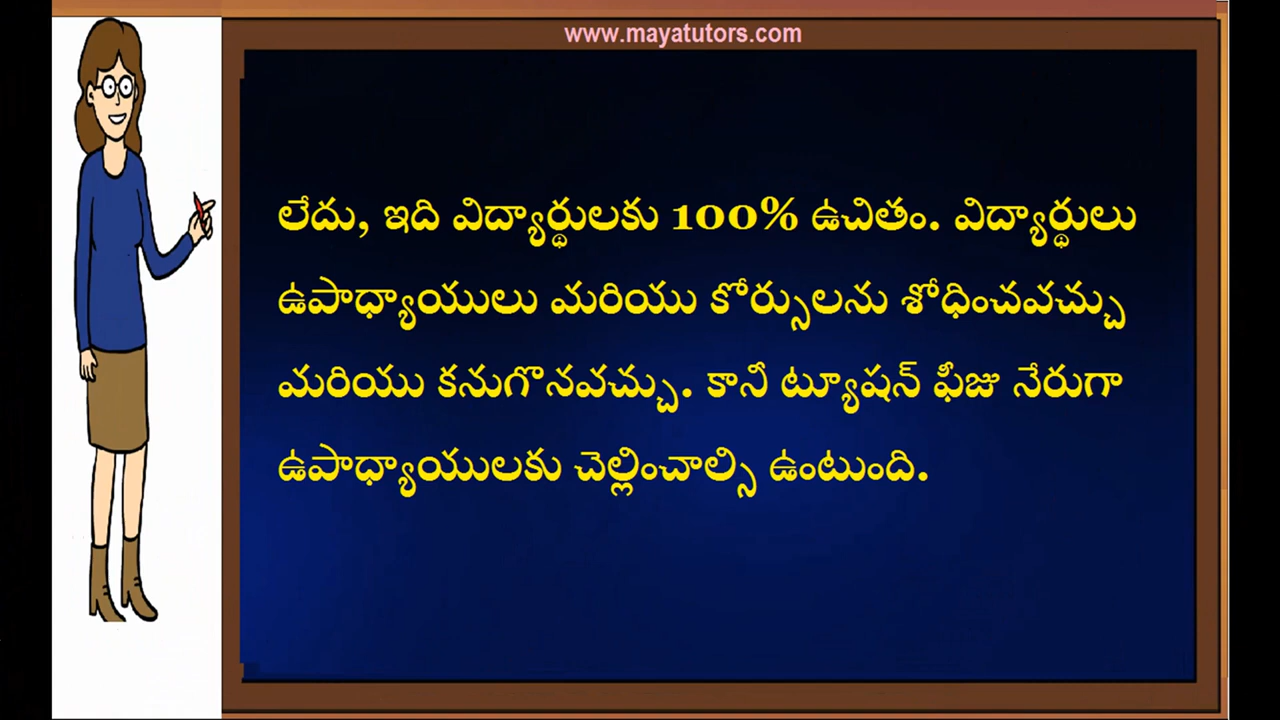 www.mayatutors.com
లేదు, ఇది విద్యార్థులకు 100% ఉచితం. విద్యార్థులు
ఉపాధ్యాయులు మరియు కోర్సులను శోధించవచ్చు
మరియు కనుగొనవచ్చు. కానీ ట్యూషన్ ఫీజు నేరుగా
ఉపాధ్యాయులకు చెల్లించాల్సి ఉంటుంది.